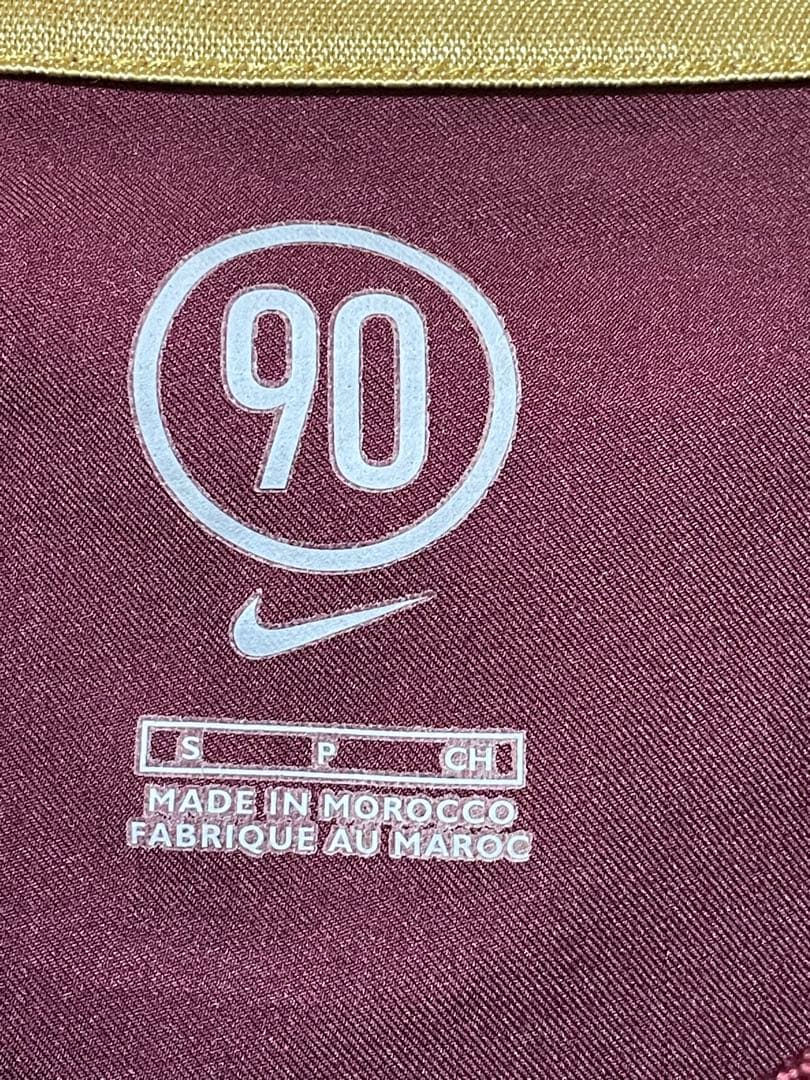 90
S P CH
MADE IN MOROCCO
FABRIQUE AU MAROC